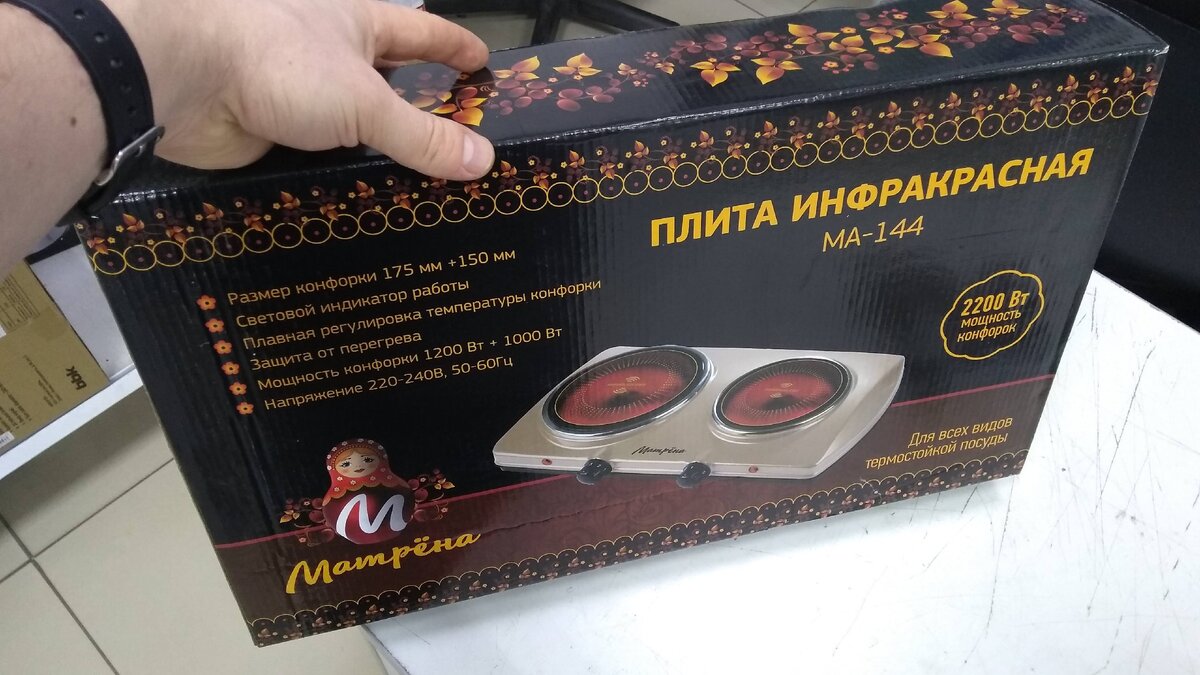 ПЛИТА ИНФРАКРАСНАЯ
МА-144
Размер конфорки 175 мм +150 мм
Световой индикатор работы
Плавная регулировка температуры конфорки
Защита от перегрева
Мощность конфорки 1200 Вт + 1000 Вт
Напряжение 220-240В, 50-60Гц
2200 Вт
мощность
конфорок
Матрёна
Для всех видов
термостойкой посуды
М
Матрёна
bbk